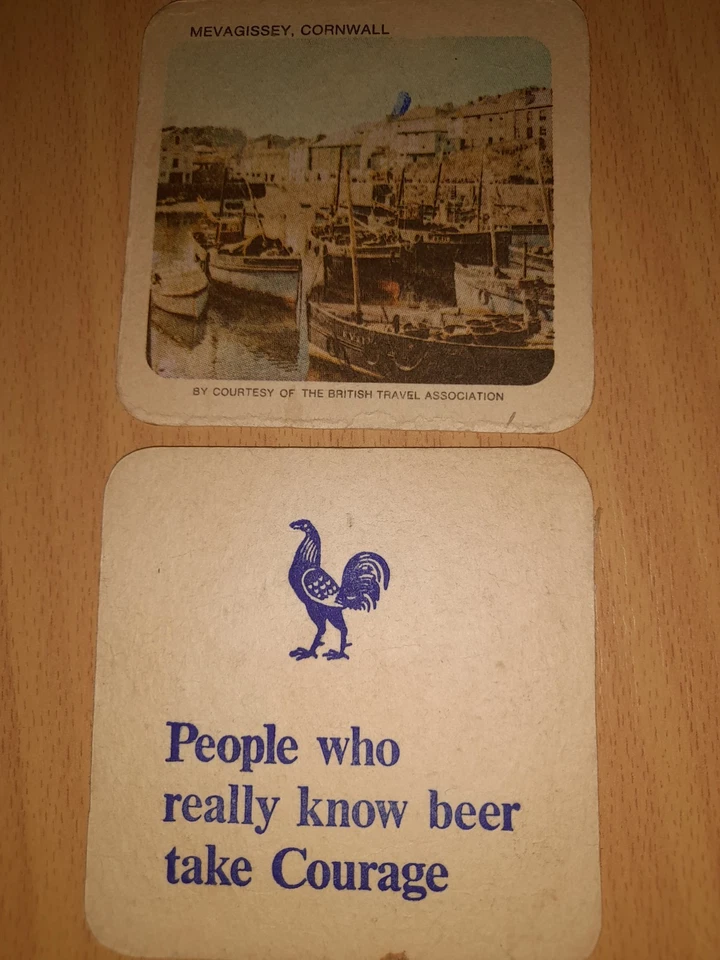 MEVAGISSEY, CORNWALL
BY COURTESY OF THE BRITISH TRAVEL ASSOCIATION
People who
really know beer
take Courage